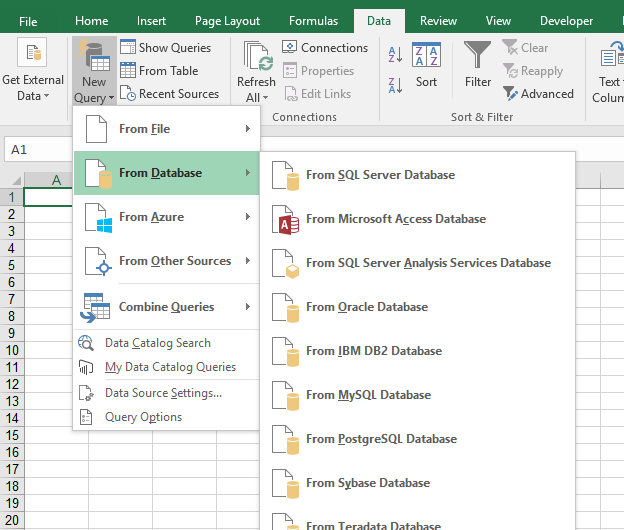 File Home Insert Page Layout Formulas Data Review View Developer
Get External Data
New Query
Show Queries
From Table
Recent Sources
Refresh All
Connections
Properties
Edit Links
Connections
A Z
Z A
Z A
A Z
Sort
Filter
Clear
Reapply
Advanced
Sort & Filter
Text
Colum
A1
A
1
2
3
4
5
6
7
8
9
10
11
12
13
14
15
16
17
18
19
20
From File
From Database
From Azure
From Other Sources
Combine Queries
Data Catalog Search
My Data Catalog Queries
Data Source Settings...
Query Options
From SQL Server Database
From Microsoft Access Database
From SQL Server Analysis Services Database
From Oracle Database
From IBM DB2 Database
From MySQL Database
From PostgreSQL Database
From Sybase Database
From Teradata Database